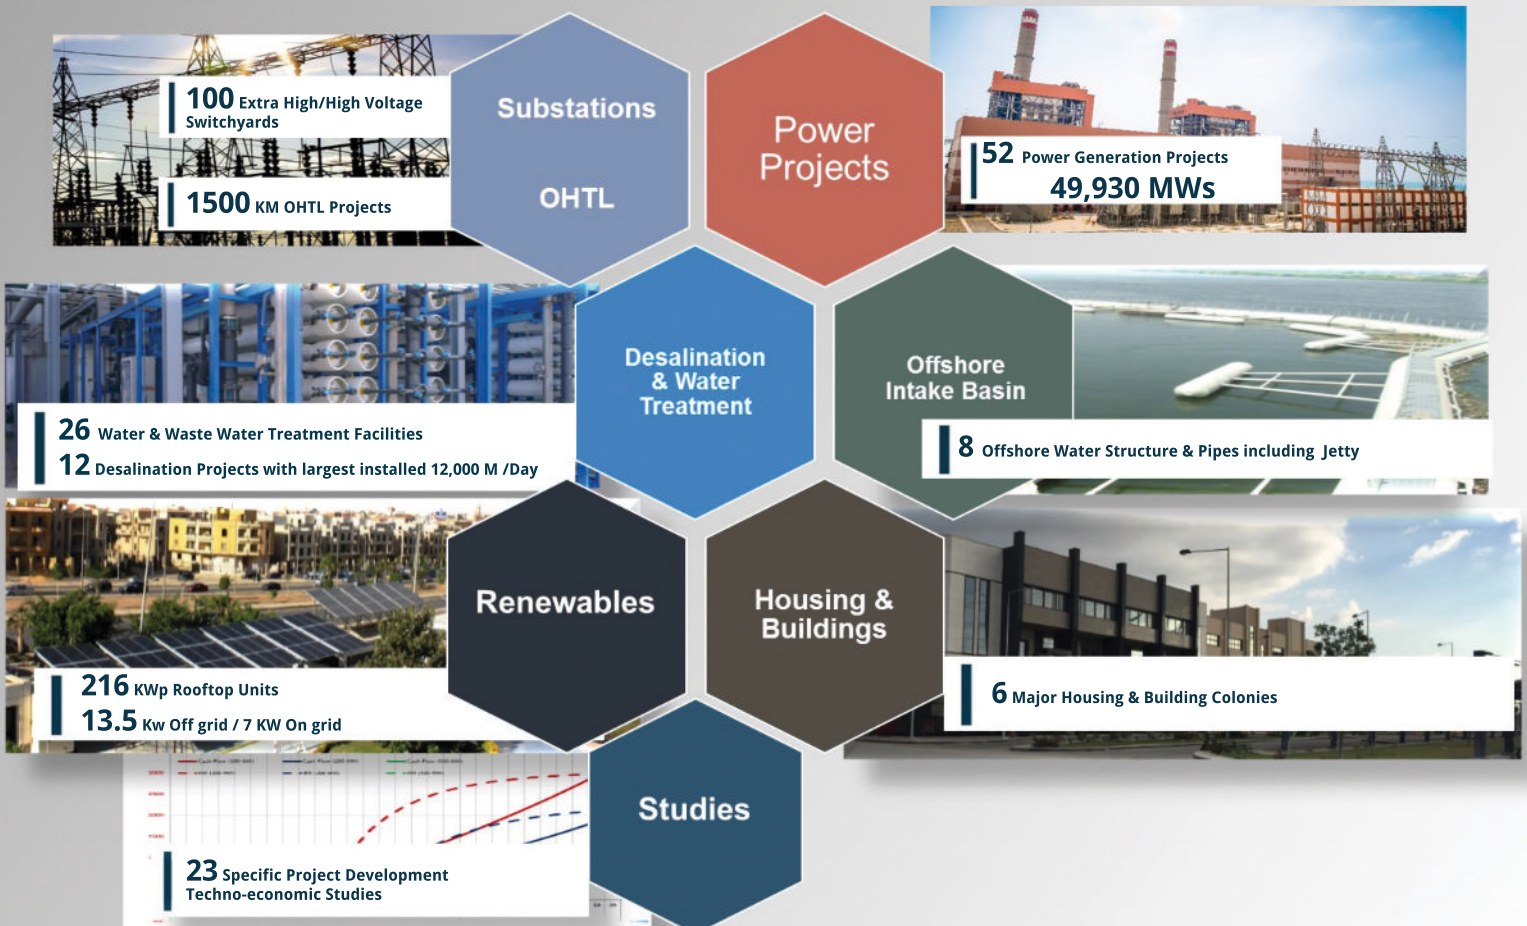 100 Extra High/High Voltage
Switchyards
1500 KM OHTL Projects
Substations
OHTL
Power
Projects
52 Power Generation Projects
49,930 MWs
Desalination
& Water
Treatment
26 Water & Waste Water Treatment Facilities
12 Desalination Projects with largest installed 12,000 M /Day
Offshore
Intake Basin
8 Offshore Water Structure & Pipes including Jetty
Renewables
216 KWp Rooftop Units
13.5 Kw Off grid / 7 KW On grid
Housing &
Buildings
6 Major Housing & Building Colonies
Studies
23 Specific Project Development
Techno-economic Studies